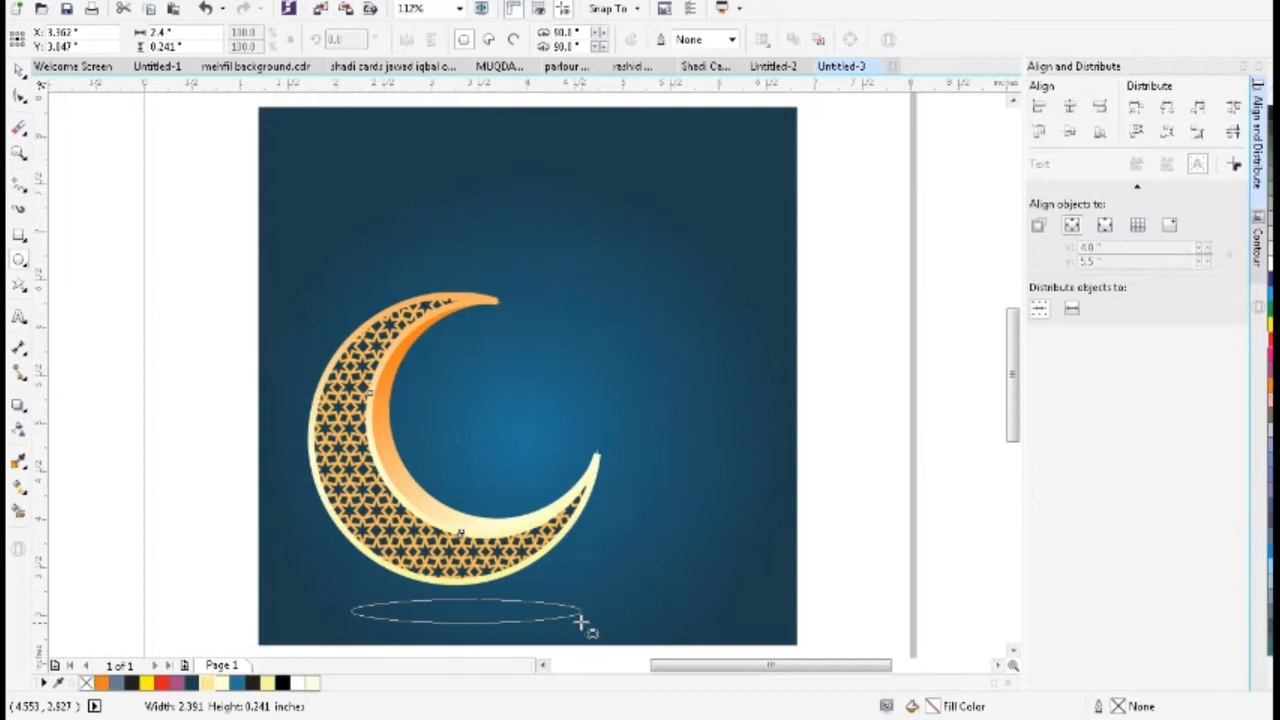 112%
Snap To
X: 3.362 "
Y: 3.847 "
2.4 "
0.241 "
100.0
100.0
%
%
0.0
90.0 °
90.0 °
None
Welcome Screen
Untitled-1
mehfil background.cdr
shadi cards jawad iqbal c...
MUQDA...
parlour ...
rashid ...
Shadi Ca...
Untitled-2
Untitled-3
Align and Distribute
Align
Distribute
Text
Align objects to:
4.0 "
5.5 "
Distribute objects to:
Align and Distribute
Contour
1 of 1
Page 1
(4.553, 2.927 )
Width: 2.391 Height: 0.241 inches
Fill Color
None